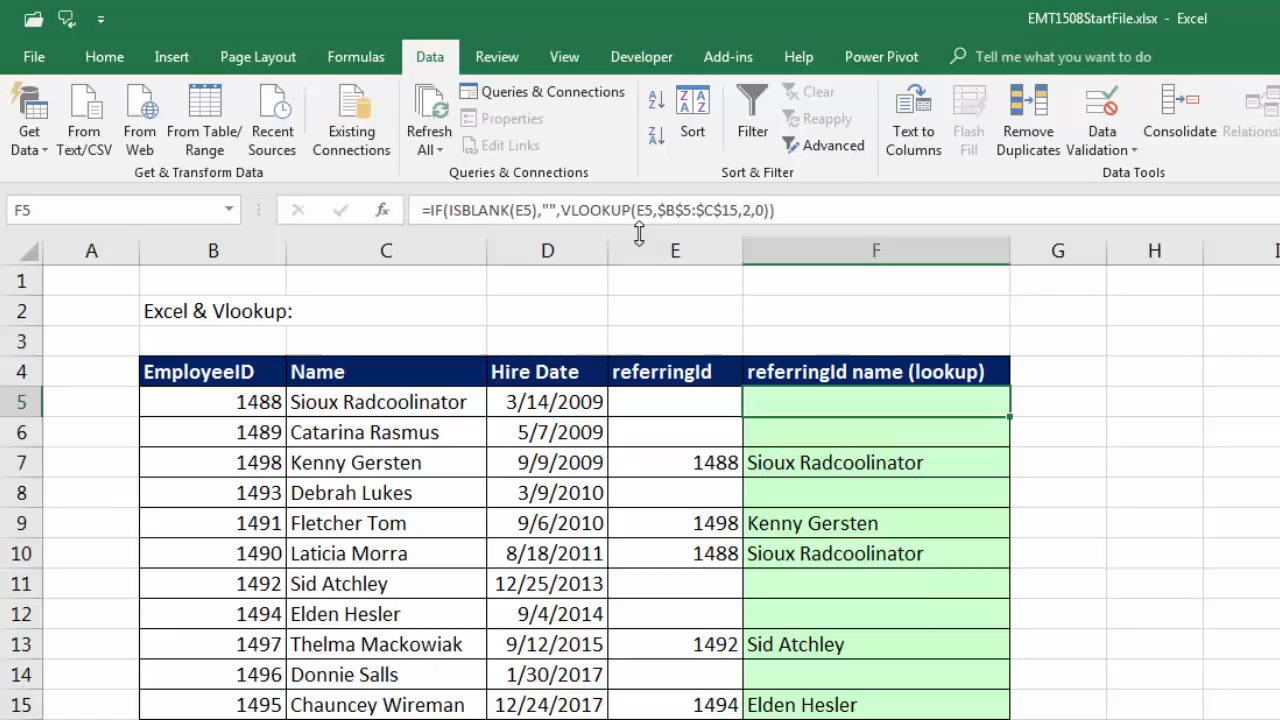 EMT1508StartFile.xlsx - Excel
File Home Insert Page Layout Formulas Data Review View Developer Add-ins Help Power Pivot Tell me what you want to do
Get Data
From Text/CSV
From Web
From Table/ Range
Recent Sources
Existing Connections
Refresh All
Queries & Connections
Properties
Edit Links
Sort
Filter
Clear
Reapply
Advanced
Text to Columns
Flash Fill
Remove Duplicates
Data Validation
Consolidate
Get & Transform Data
Queries & Connections
Sort & Filter
Data Tools
F5 fx =IF(ISBLANK(E5),"",VLOOKUP(E5,$B$5:$C$15,2,0))
A B C D E F G H I
1
2 Excel & Vlookup:
3
4 EmployeeID Name Hire Date referringId referringId name (lookup)
5 1488 Sioux Radcoolinator 3/14/2009
6 1489 Catarina Rasmus 5/7/2009
7 1498 Kenny Gersten 9/9/2009 1488 Sioux Radcoolinator
8 1493 Debrah Lukes 3/9/2010
9 1491 Fletcher Tom 9/6/2010 1498 Kenny Gersten
10 1490 Laticia Morra 8/18/2011 1488 Sioux Radcoolinator
11 1492 Sid Atchley 12/25/2013
12 1494 Elden Hesler 9/4/2014
13 1497 Thelma Mackowiak 9/12/2015 1492 Sid Atchley
14 1496 Donnie Salls 1/30/2017
15 1495 Chauncey Wireman 12/24/2017 1494 Elden Hesler